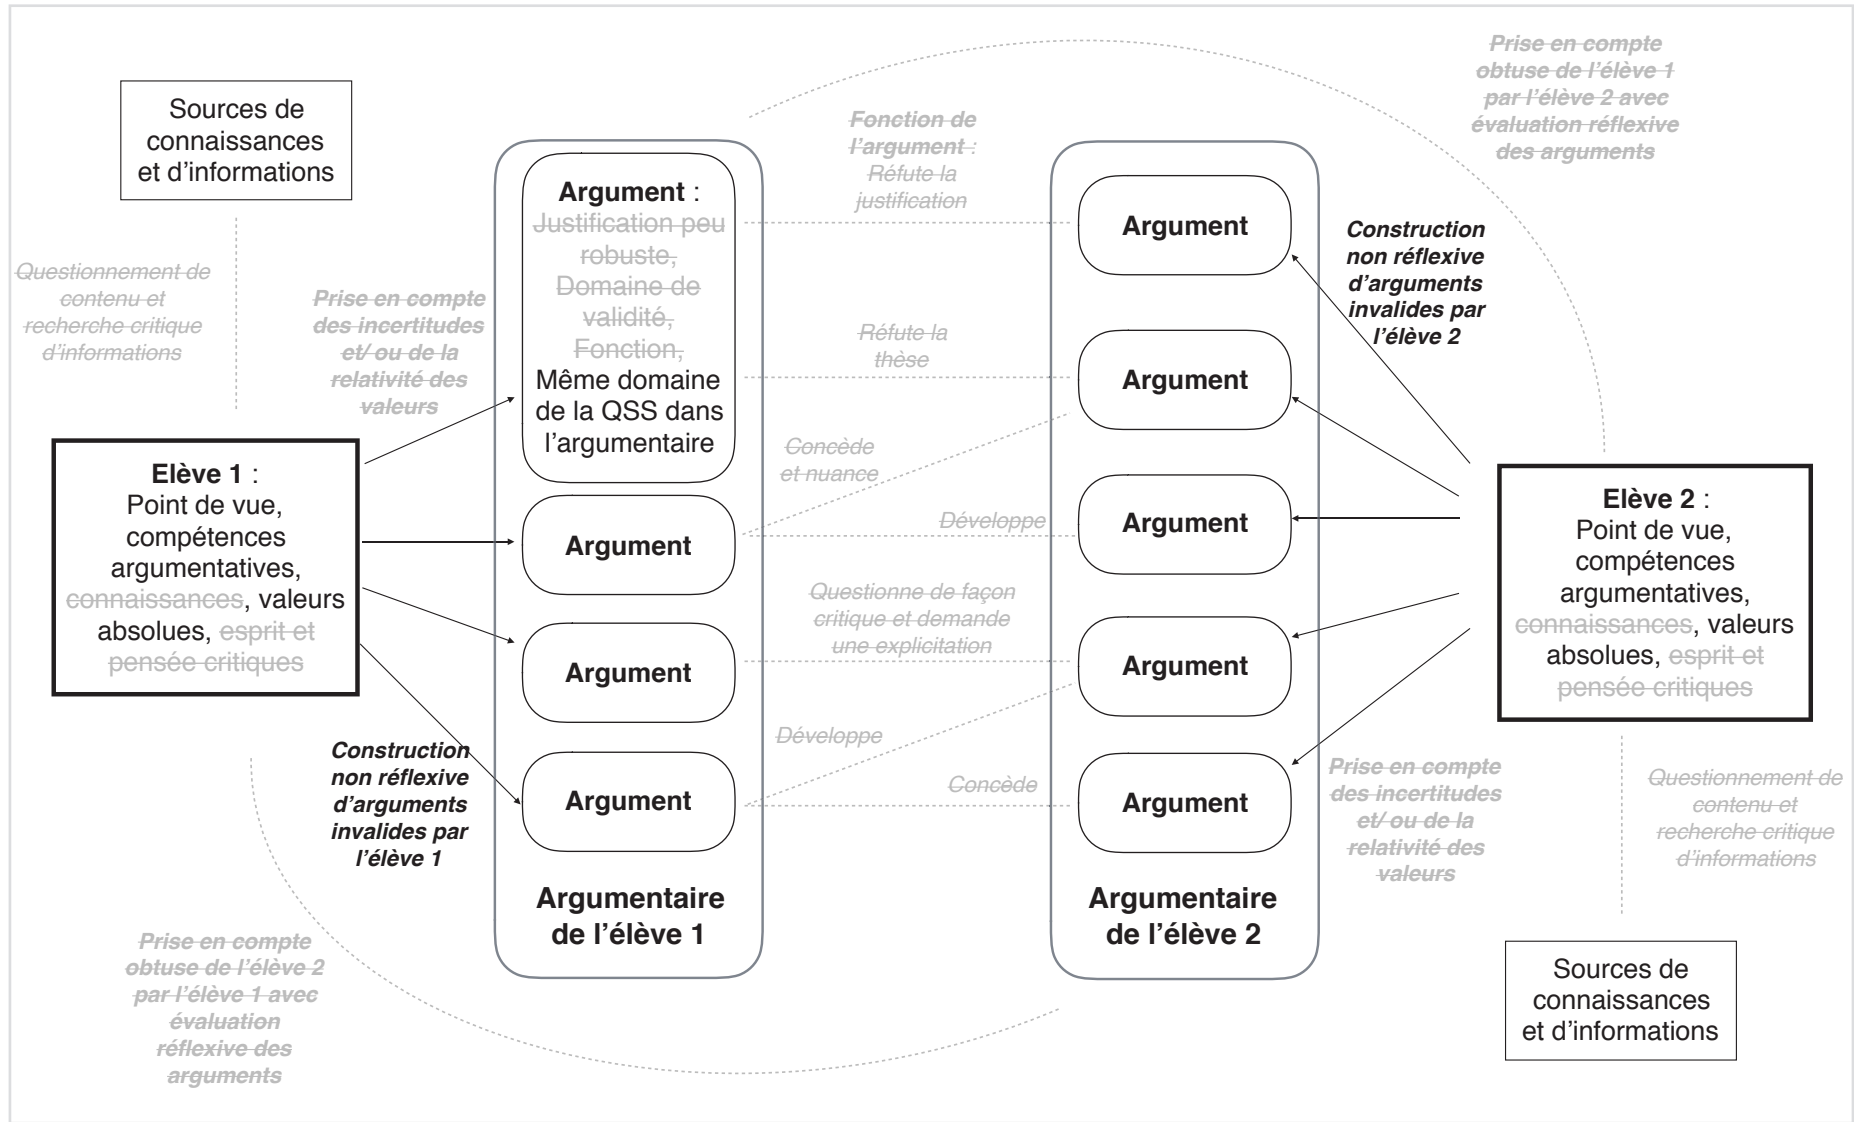 Sources de
connaissances
et d’informations
Questionnement de
contenu et
recherche critique
d’informations
Prise en compte
des incertitudes
et/ ou de la
relativité des
valeurs
Elève 1 :
Point de vue,
compétences
argumentatives,
connaissances, valeurs
absolues, esprit et
pensée critiques
Construction
non réflexive
d’arguments
invalides par
l’élève 1
Prise en compte
obtuse de l’élève 2
par l’élève 1 avec
évaluation
réflexive des
arguments
Argument :
Justification peu
robuste,
Domaine de
validité,
Fonction,
Même domaine
de la QSS dans
l’argumentaire
Argument
Argument
Argument
Argumentaire
de l’élève 1
Fonction de
l’argument :
Réfute la
justification
Réfute la
thèse
Concède
et nuance
Développe
Questionne de façon
critique et demande
une explicitation
Développe
Concède
Argument
Argument
Argument
Argument
Argument
Argumentaire
de l’élève 2
Prise en compte
obtuse de l’élève 1
par l’élève 2 avec
évaluation réflexive
des arguments
Construction
non réflexive
d’arguments
invalides par
l’élève 2
Elève 2 :
Point de vue,
compétences
argumentatives,
connaissances, valeurs
absolues, esprit et
pensée critiques
Prise en compte
des incertitudes
et/ ou de la
relativité des
valeurs
Questionnement de
contenu et
recherche critique
d’informations
Sources de
connaissances
et d’informations